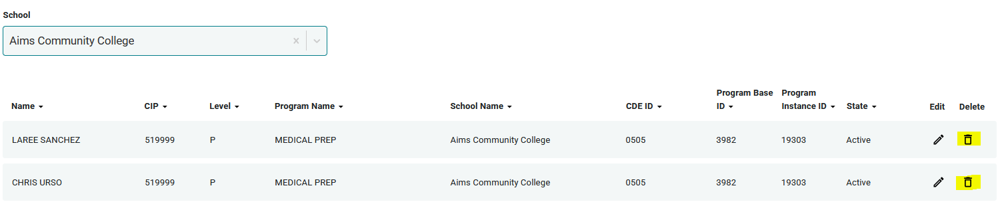 School
Aims Community College
Name CIP Level Program Name School Name CDE ID Program Base ID Program Instance ID State Edit Delete
LAREE SANCHEZ 519999 P MEDICAL PREP Aims Community College 0505 3982 19303 Active
CHRIS URSO 519999 P MEDICAL PREP Aims Community College 0505 3982 19303 Active